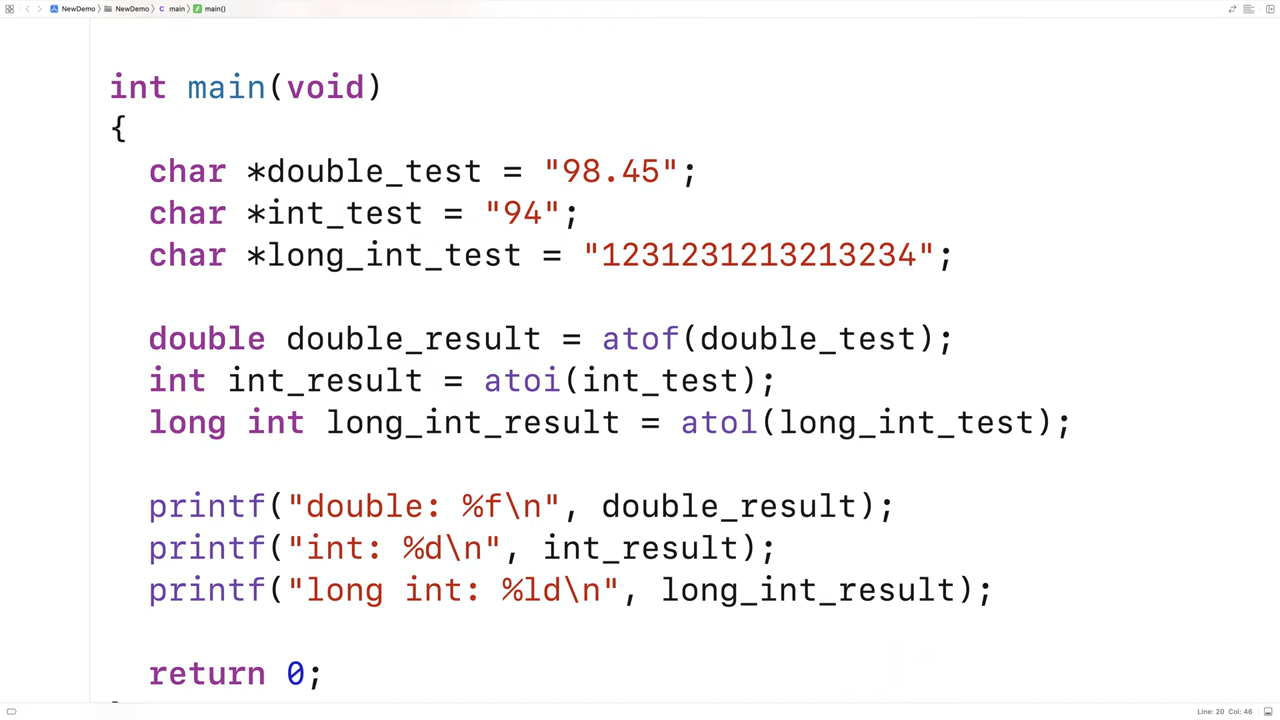 NewDemo > NewDemo > C main > f main()
int main(void)
{
  char *double_test = "98.45";
  char *int_test = "94";
  char *long_int_test = "1231231213213234";
  double double_result = atof(double_test);
  int int_result = atoi(int_test);
  long int long_int_result = atol(long_int_test);
  printf("double: %f\n", double_result);
  printf("int: %d\n", int_result);
  printf("long int: %ld\n", long_int_result);
  return 0;
Line: 20 Col: 46